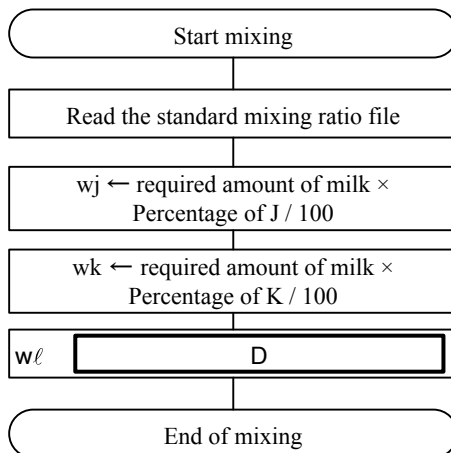 Start mixing
Read the standard mixing ratio file
wj ← required amount of milk ×
Percentage of J / 100
wk ← required amount of milk ×
Percentage of K / 100
wℓ D
End of mixing